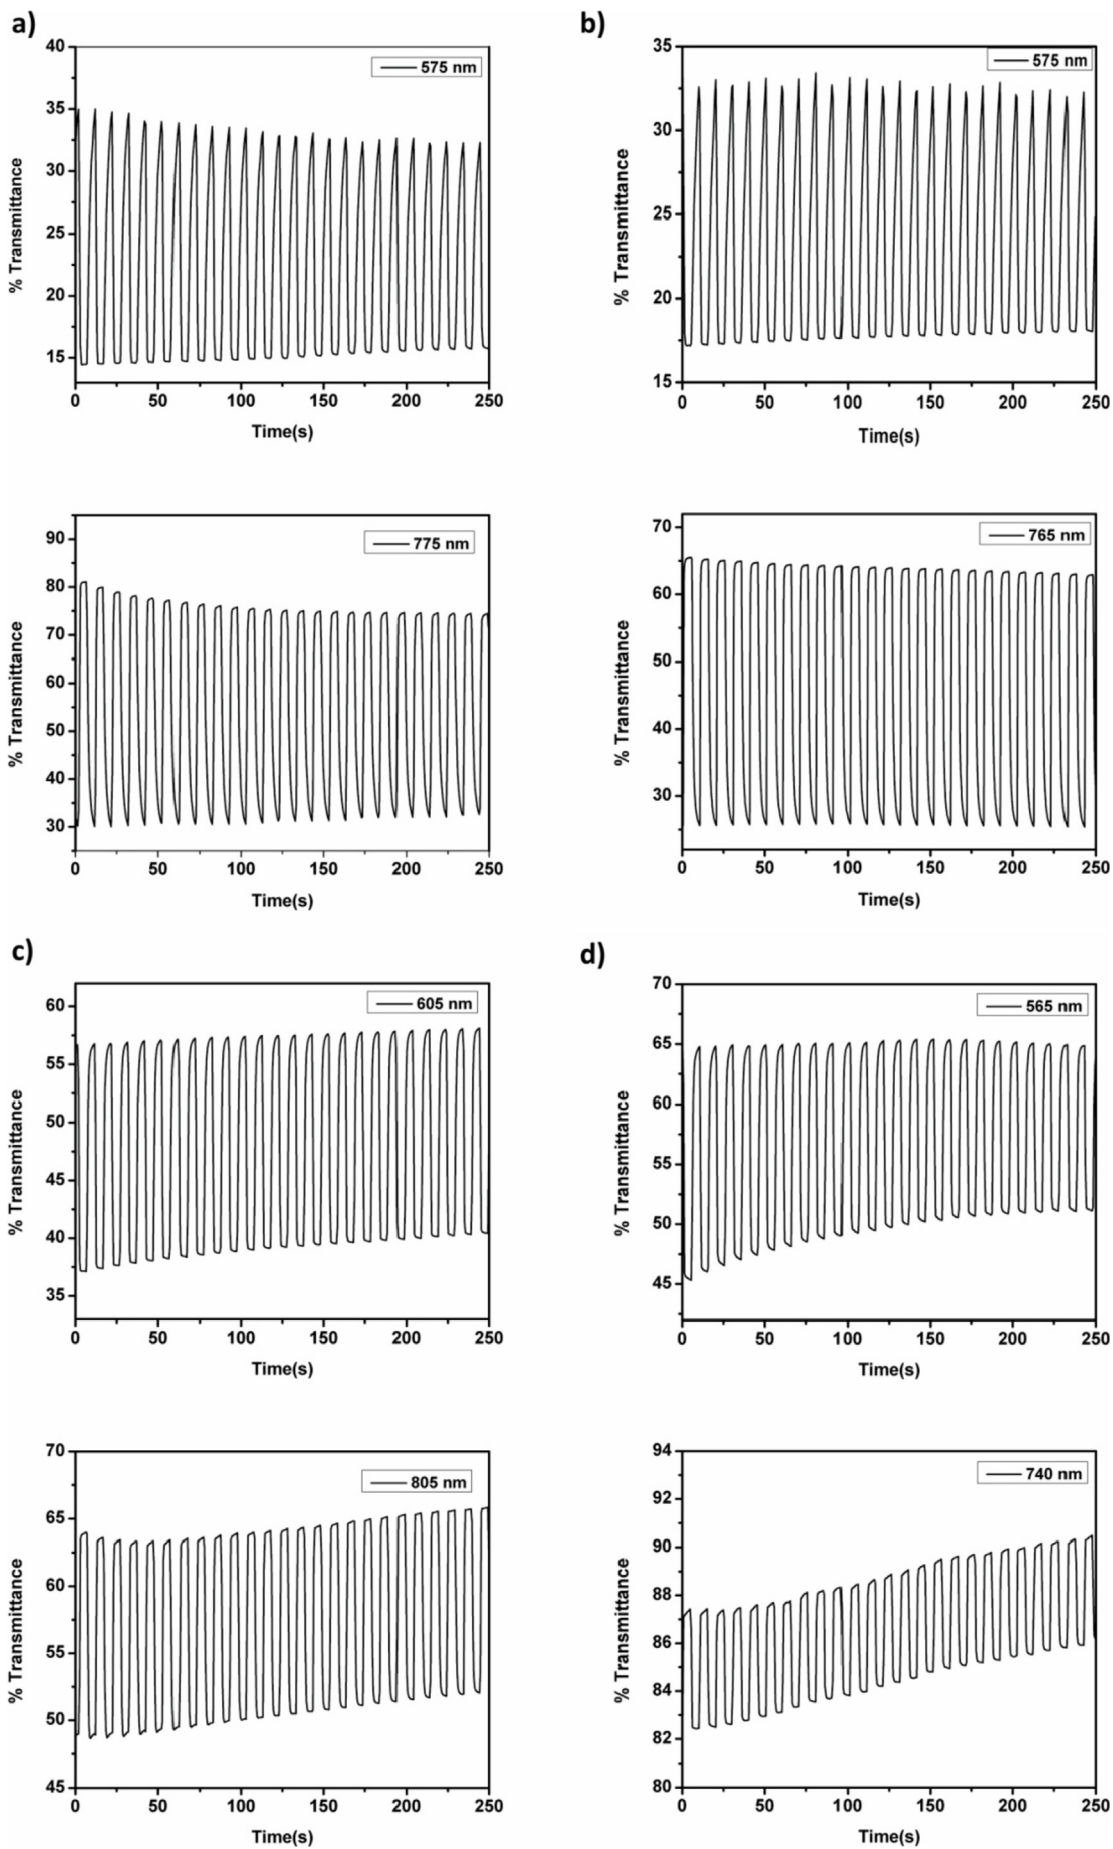 a)
40
35
30
25
20
15
% Transmittance
575 nm
0 50 100 150 200 250
Time(s)
b)
35
30
25
20
15
% Transmittance
575 nm
0 50 100 150 200 250
Time(s)
90
80
70
60
50
40
30
% Transmittance
775 nm
0 50 100 150 200 250
Time(s)
70
60
50
40
30
% Transmittance
765 nm
0 50 100 150 200 250
Time(s)
c)
60
55
50
45
40
35
% Transmittance
605 nm
0 50 100 150 200 250
Time(s)
d)
70
65
60
55
50
45
% Transmittance
565 nm
0 50 100 150 200 250
Time(s)
70
65
60
55
50
45
% Transmittance
805 nm
0 50 100 150 200 250
Time(s)
94
92
90
88
86
84
82
80
% Transmittance
740 nm
0 50 100 150 200 250
Time(s)